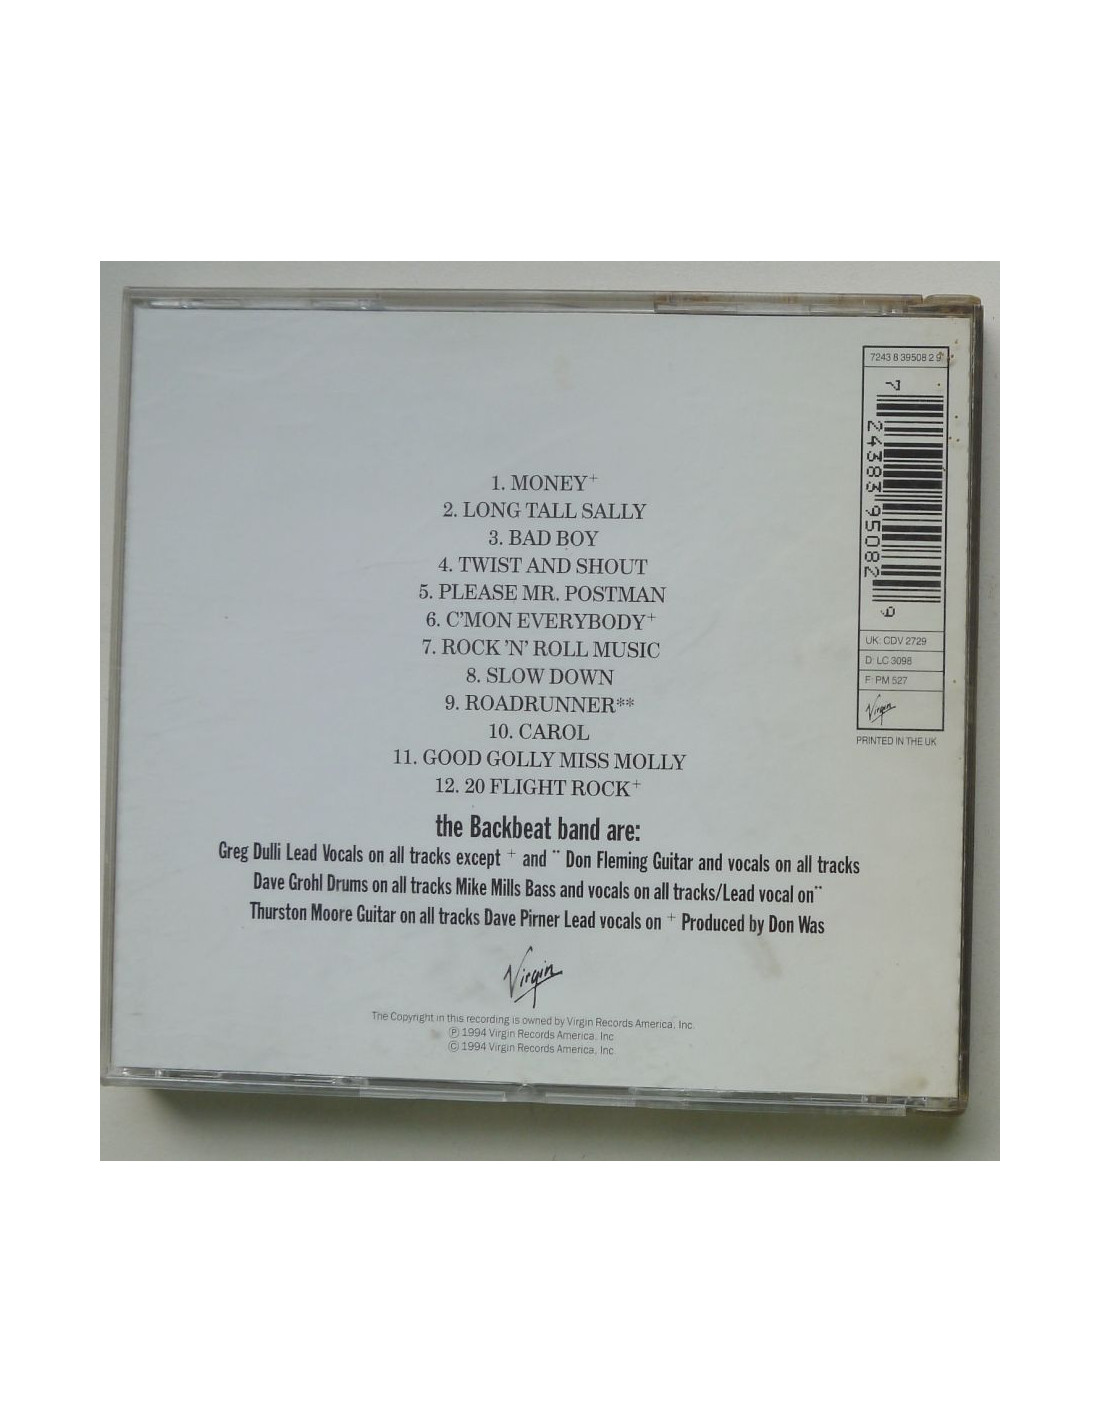 7243 8 39508 2 9
7 24383 95082 9
UK: CDV 2729
D: LC 3098
F: PM 527
Virgin
PRINTED IN THE UK
1. MONEY+
2. LONG TALL SALLY
3. BAD BOY
4. TWIST AND SHOUT
5. PLEASE MR. POSTMAN
6. C'MON EVERYBODY+
7. ROCK 'N' ROLL MUSIC
8. SLOW DOWN
9. ROADRUNNER**
10. CAROL
11. GOOD GOLLY MISS MOLLY
12. 20 FLIGHT ROCK+
the Backbeat band are:
Greg Dulli Lead Vocals on all tracks except + and ** Don Fleming Guitar and vocals on all tracks
Dave Grohl Drums on all tracks Mike Mills Bass and vocals on all tracks/Lead vocal on**
Thurston Moore Guitar on all tracks Dave Pirner Lead vocals on + Produced by Don Was
Virgin
The Copyright in this recording is owned by Virgin Records America, Inc.
℗ 1994 Virgin Records America, Inc
© 1994 Virgin Records America, Inc